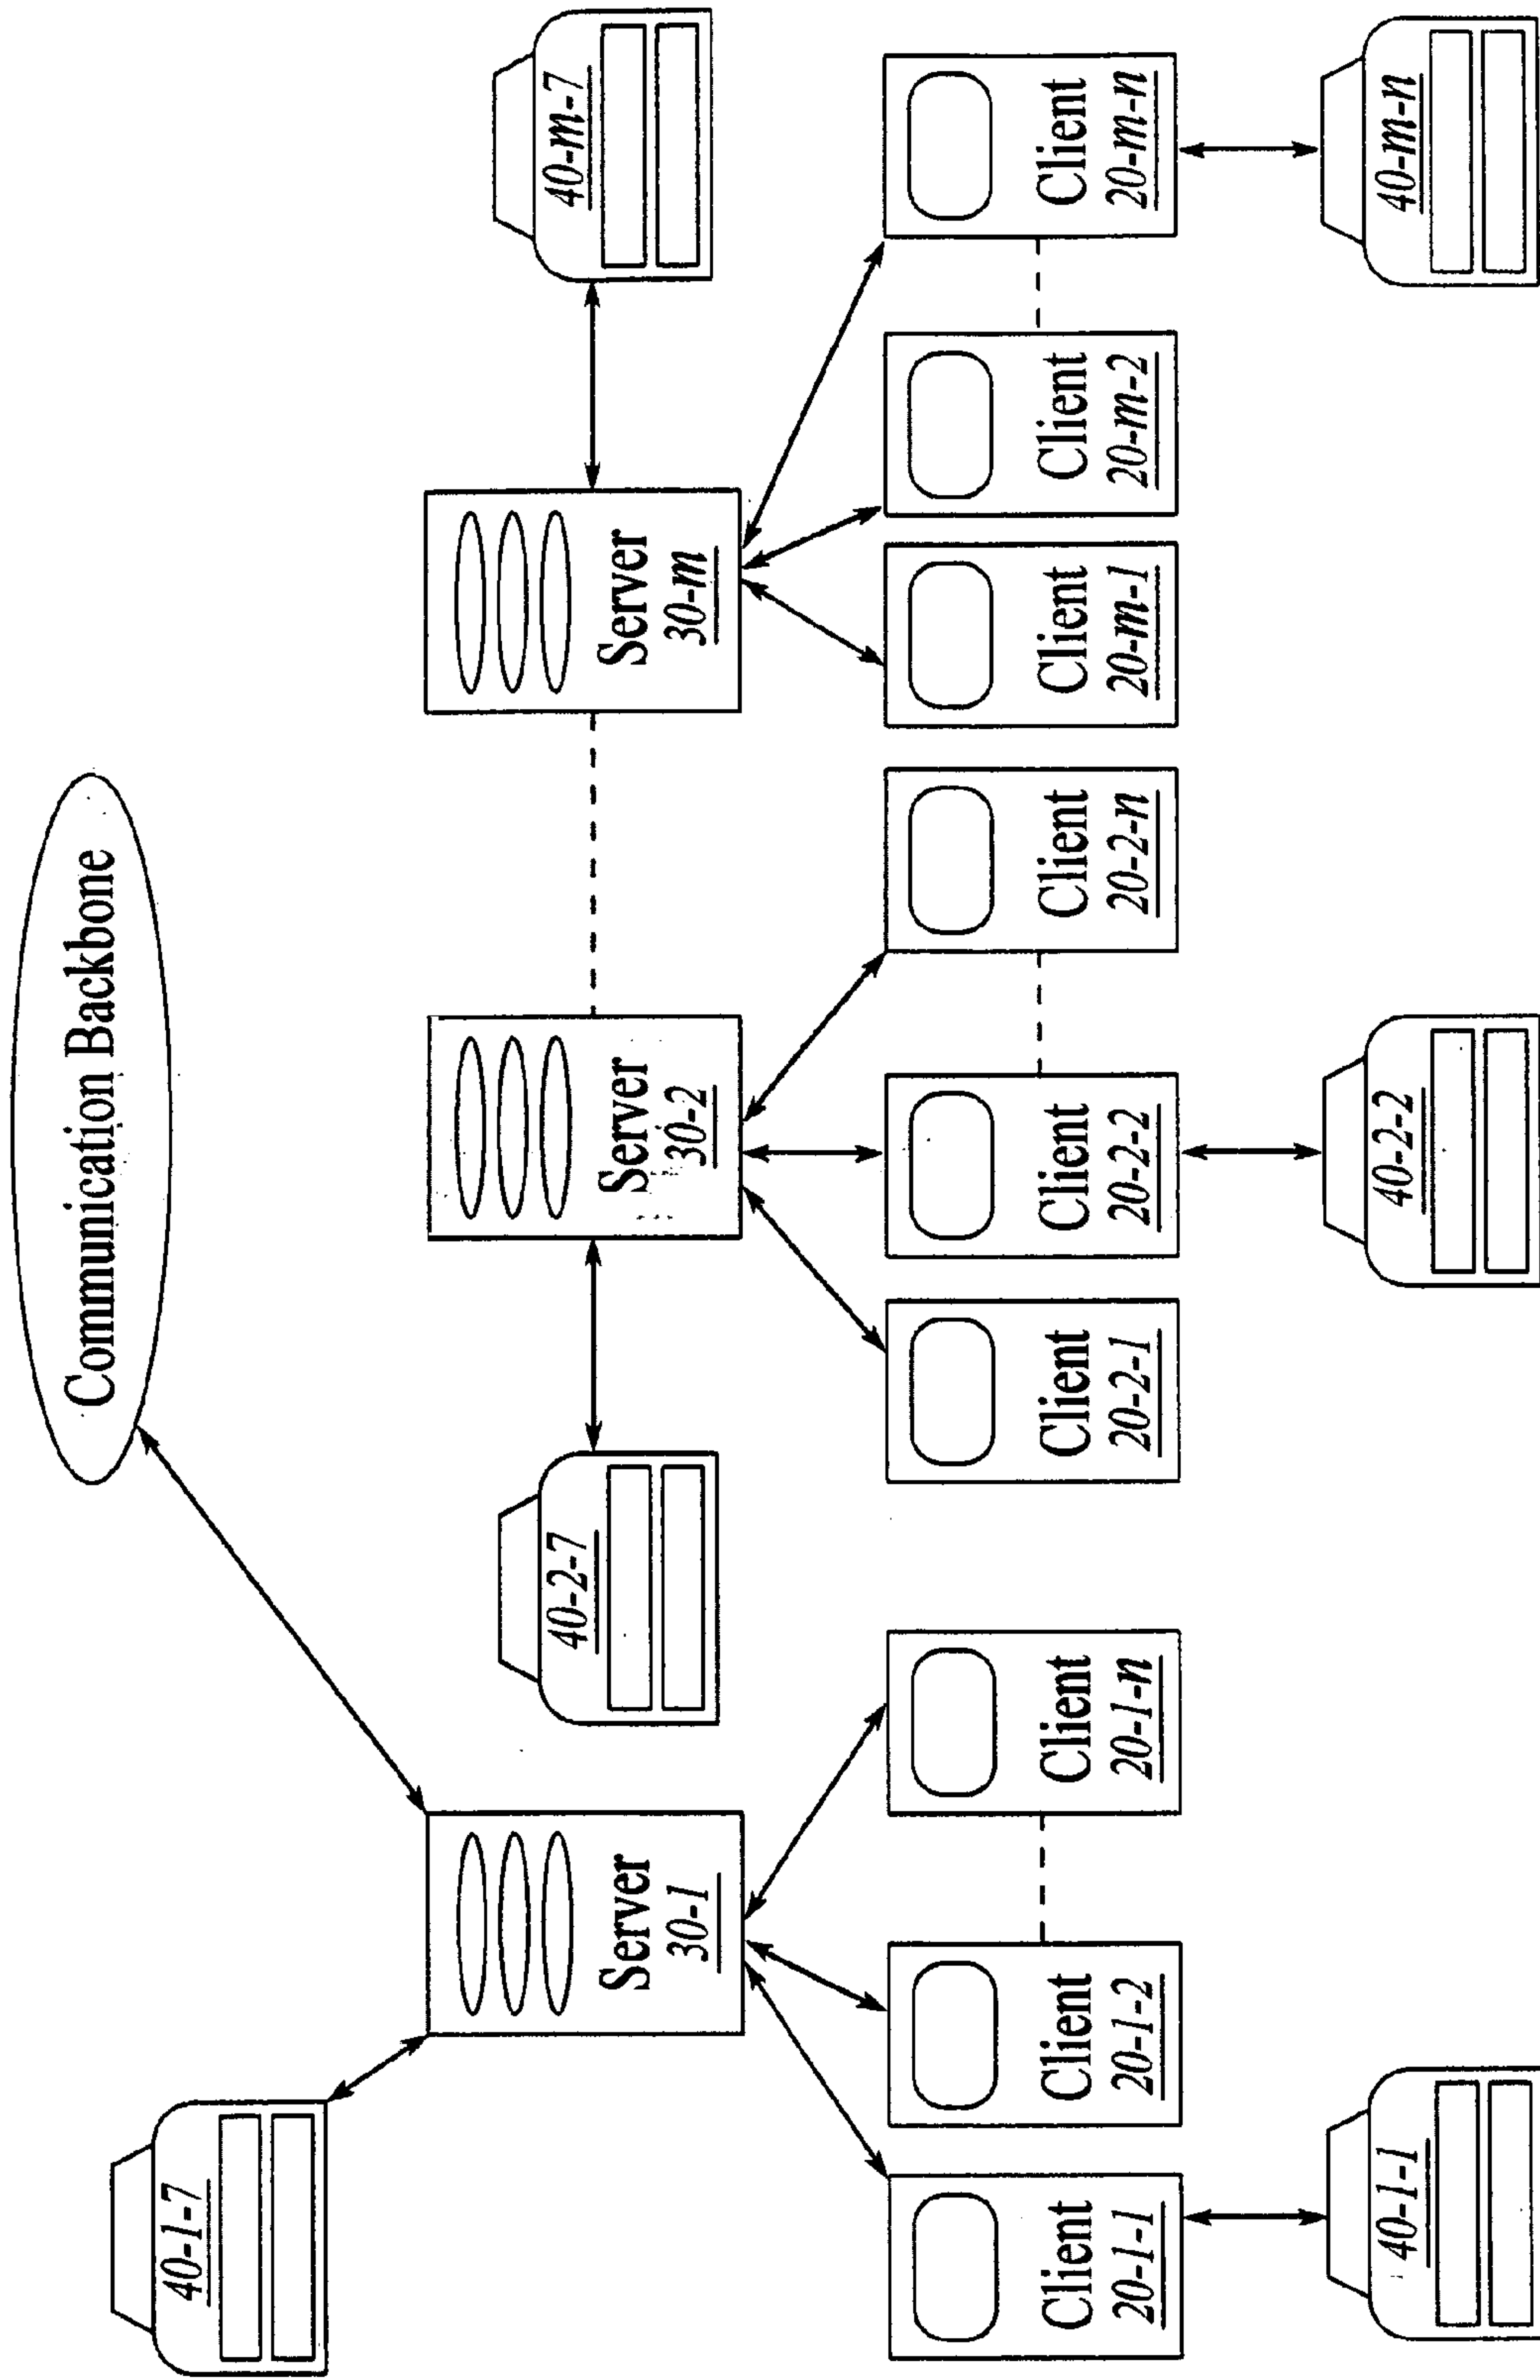 Communication Backbone
40-1-7
Server
30-1
40-2-7
Server
30-2
Server
30-m
40-m-7
Client
20-1-1
Client
20-1-2
Client
20-1-n
Client
20-2-1
Client
20-2-2
Client
20-2-n
Client
20-m-1
Client
20-m-2
Client
20-m-n
40-1-1
40-2-2
40-m-n